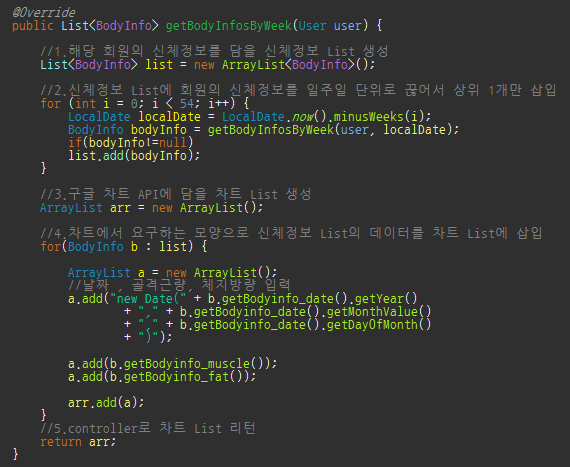 @Override
public List<BodyInfo> getBodyInfosByWeek(User user) {
//1.해당 회원의 신체정보를 담을 신체정보 List 생성
List<BodyInfo> list = new ArrayList<BodyInfo>();
//2.신체정보 List에 회원의 신체정보를 일주일 단위로 끊어서 상위 1개만 삽입
for (int i = 0; i < 54; i++) {
LocalDate localDate = LocalDate.now().minusWeeks(i);
BodyInfo bodyInfo = getBodyInfosByWeek(user, localDate);
if(bodyInfo!=null)
list.add(bodyInfo);
}
//3.구글 차트 API에 담을 차트 List 생성
ArrayList arr = new ArrayList();
//4.차트에서 요구하는 모양으로 신체정보 List의 데이터를 차트 List에 삽입
for(BodyInfo b : list) {
ArrayList a = new ArrayList();
//날짜 , 골격근량, 체지방량 입력
a.add("new Date(" + b.getBodyinfo_date().getYear()
+ "," + b.getBodyinfo_date().getMonthValue()
+ "," + b.getBodyinfo_date().getDayOfMonth()
+ ")");
a.add(b.getBodyinfo_muscle());
a.add(b.getBodyinfo_fat());
arr.add(a);
}
//5.controller로 차트 List 리턴
return arr;
}